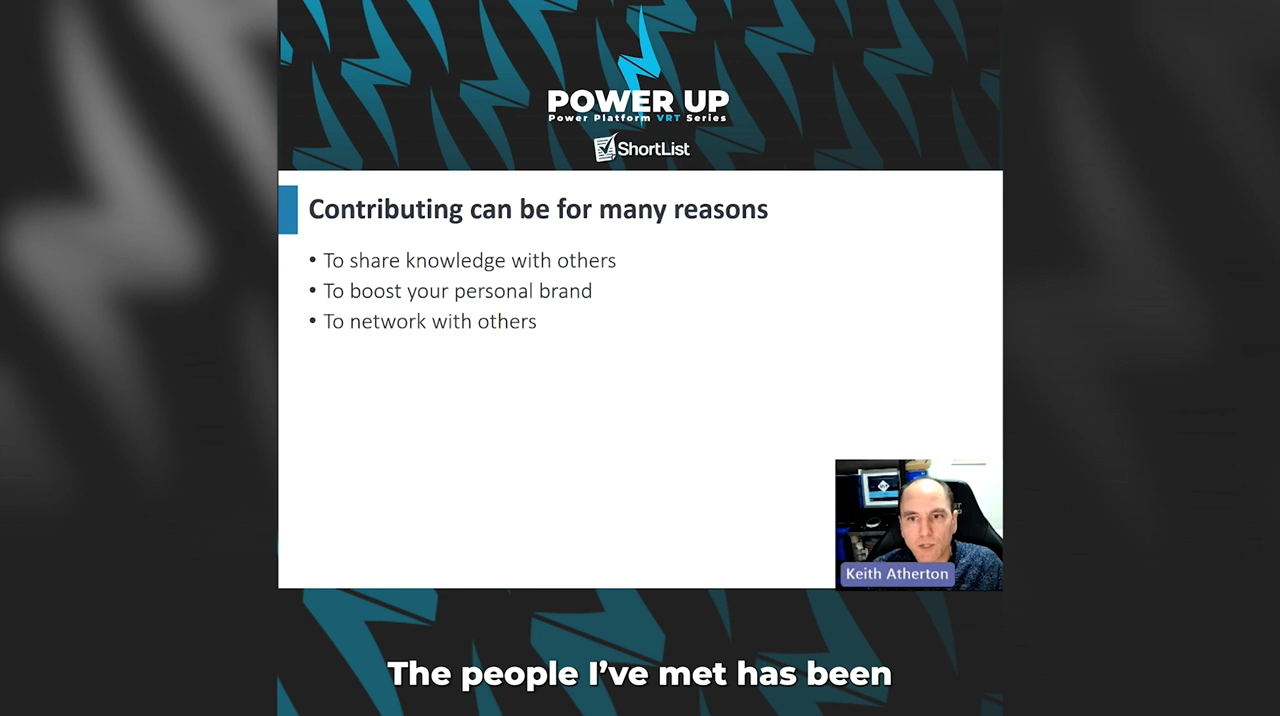 POWER UP
Power Platform VRT Series
ShortList
Contributing can be for many reasons
• To share knowledge with others
• To boost your personal brand
• To network with others
Keith Atherton
The people I've met has been